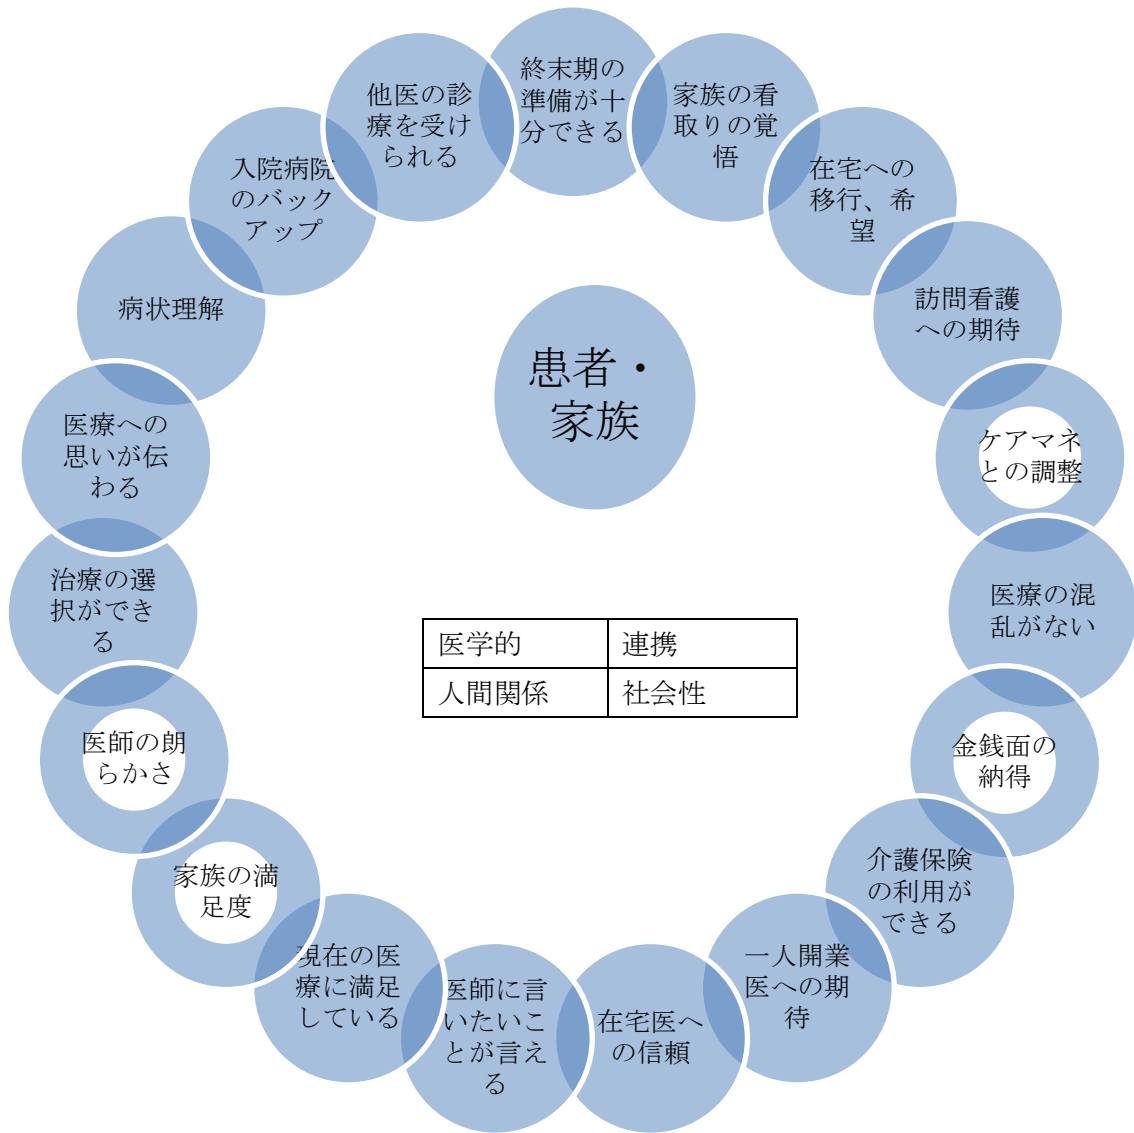 終末期の
準備が十
分できる
家族の看
取りの覚
悟
在宅への
移行、希
望
訪問看護
への期待
ケアマネ
との調整
医療の混
乱がない
金銭面の
納得
介護保険
の利用が
できる
一人開業
医への期
待
在宅医へ
の信頼
医師に言
いたいこ
とが言え
る
現在の医
療に満足
している
家族の満
足度
医師の朗
らかさ
治療の選
択ができ
る
医療への
思いが伝
わる
病状理解
入院病院
のバック
アップ
他医の診
療を受け
られる
患者・
家族
医学的 連携
人間関係 社会性